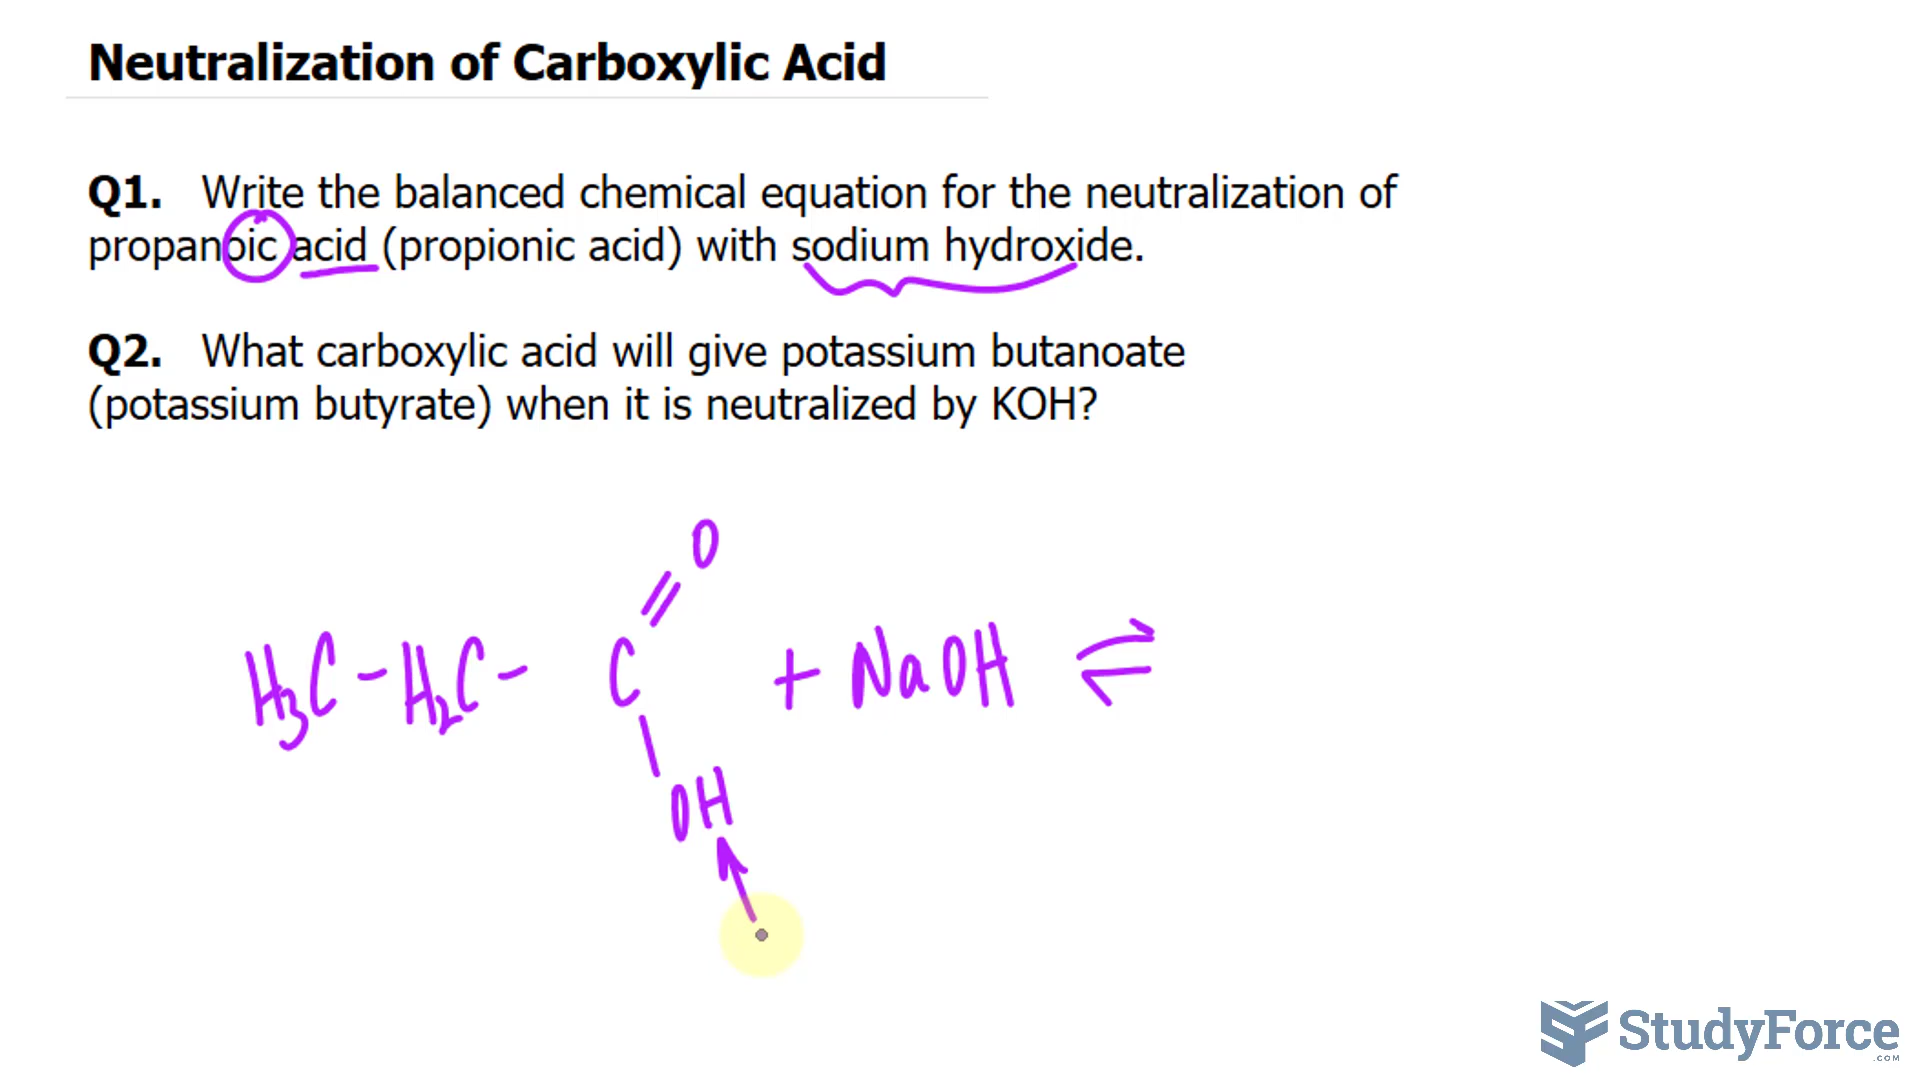 Neutralization of Carboxylic Acid
Q1. Write the balanced chemical equation for the neutralization of
propanoic acid (propionic acid) with sodium hydroxide.
Q2. What carboxylic acid will give potassium butanoate
(potassium butyrate) when it is neutralized by KOH?
O
H₃C - H₂C - C + NaOH ⇌
OH
StudyForce
.COM